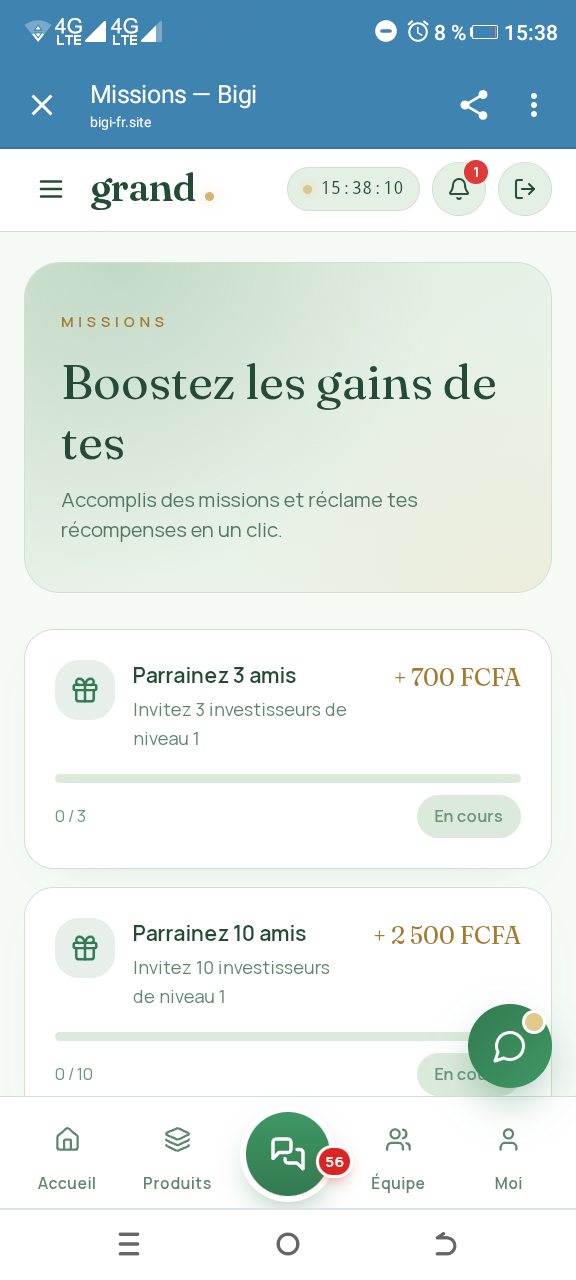 4G LTE 4G LTE 8 % 15:38
Missions — Bigi
bigi-fr.site
grand.
15:38:10
1
MISSIONS
Boostez les gains de
tes
Accomplis des missions et réclame tes
récompenses en un clic.
Parrainez 3 amis
+ 700 FCFA
Invitez 3 investisseurs de
niveau 1
0 / 3
En cours
Parrainez 10 amis
+ 2 500 FCFA
Invitez 10 investisseurs
de niveau 1
0 / 10
En cou
56
Accueil
Produits
Équipe
Moi